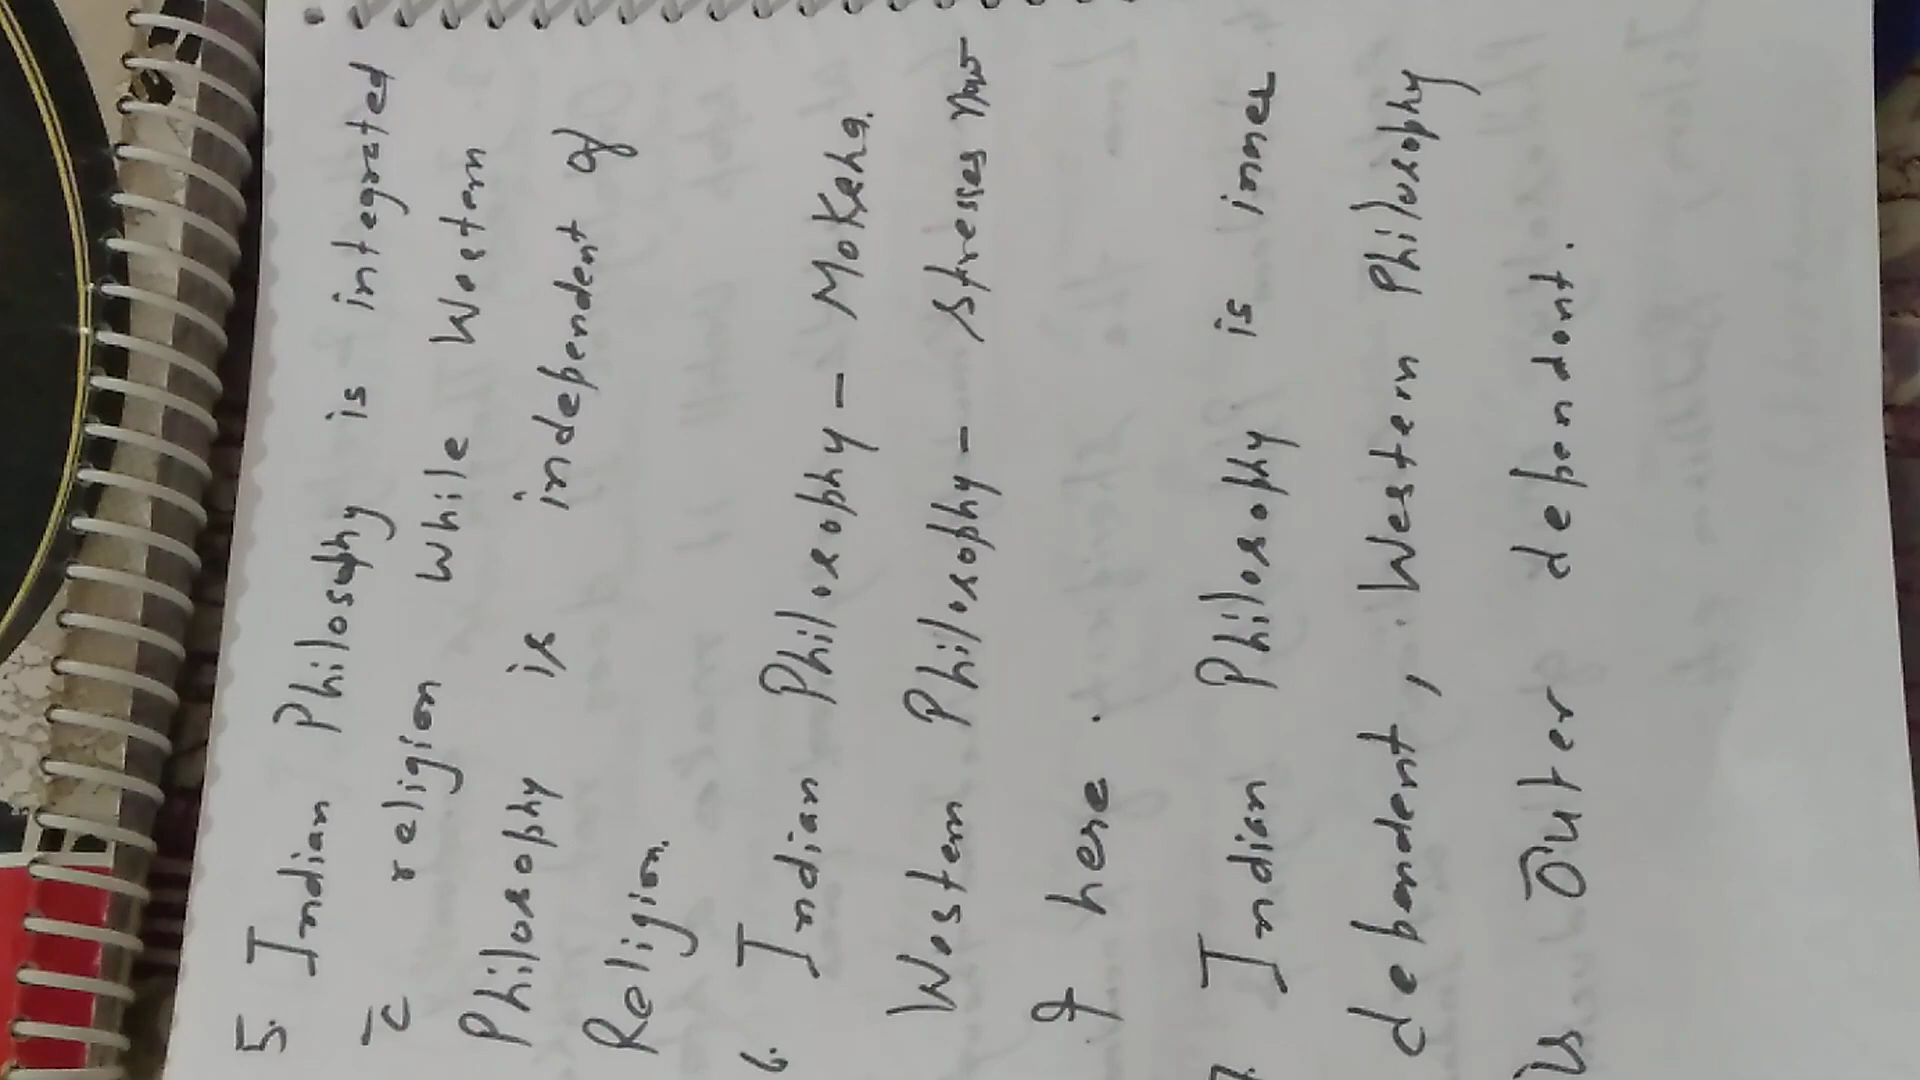 5. Indian Philosophy is integrated
c̄ religion While Western
Philosophy is independent of
Religion.
6. Indian Philosophy - Moksha.
Western Philosophy - stresses now
& here.
7. Indian Philosophy is inner
dependent, Western Philosophy
is Outer dependent.